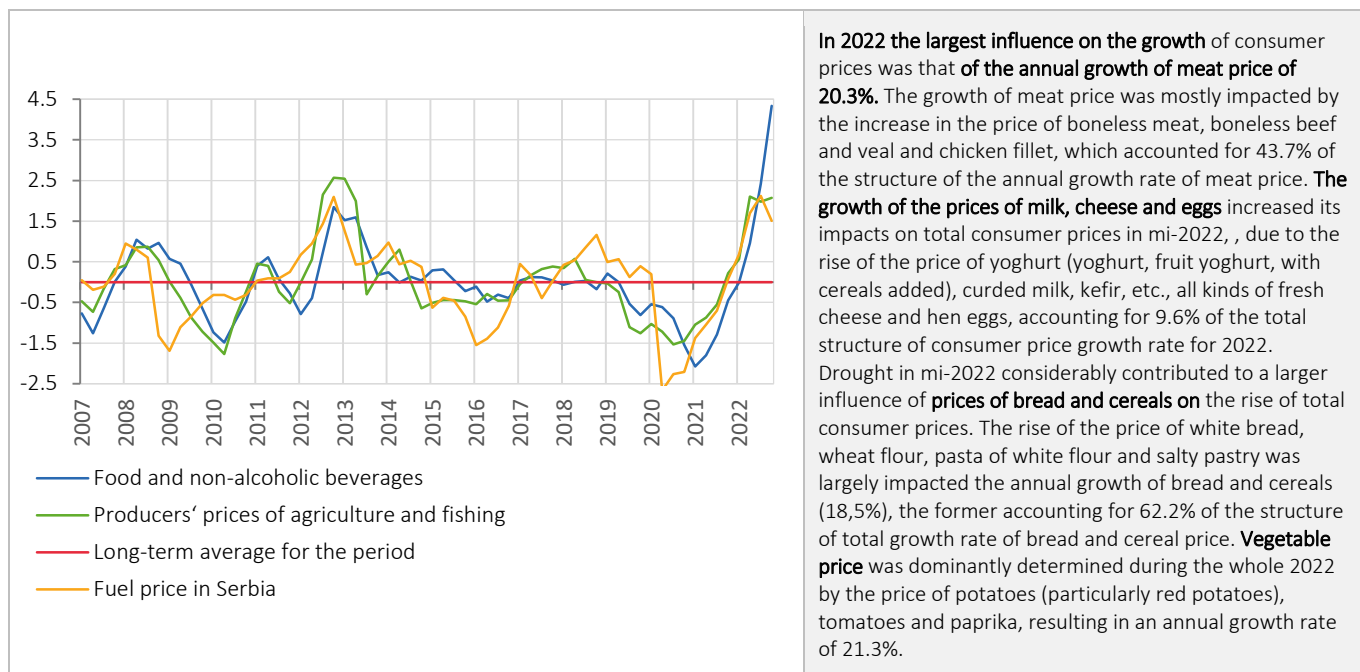 4.5
3.5
2.5
1.5
0.5
-0.5
-1.5
-2.5
2007
2008
2009
2010
2011
2012
2013
2014
2015
2016
2017
2018
2019
2020
2021
2022
Food and non-alcoholic beverages
Producers‘ prices of agriculture and fishing
Long-term average for the period
Fuel price in Serbia
In 2022 the largest influence on the growth of consumer
prices was that of the annual growth of meat price of
20.3%. The growth of meat price was mostly impacted by
the increase in the price of boneless meat, boneless beef
and veal and chicken fillet, which accounted for 43.7% of
the structure of the annual growth rate of meat price. The
growth of the prices of milk, cheese and eggs increased its
impacts on total consumer prices in mi-2022, , due to the
rise of the price of yoghurt (yoghurt, fruit yoghurt, with
cereals added), curded milk, kefir, etc., all kinds of fresh
cheese and hen eggs, accounting for 9.6% of the total
structure of consumer price growth rate for 2022.
Drought in mi-2022 considerably contributed to a larger
influence of prices of bread and cereals on the rise of total
consumer prices. The rise of the price of white bread,
wheat flour, pasta of white flour and salty pastry was
largely impacted the annual growth of bread and cereals
(18,5%), the former accounting for 62.2% of the structure
of total growth rate of bread and cereal price. Vegetable
price was dominantly determined during the whole 2022
by the price of potatoes (particularly red potatoes),
tomatoes and paprika, resulting in an annual growth rate
of 21.3%.